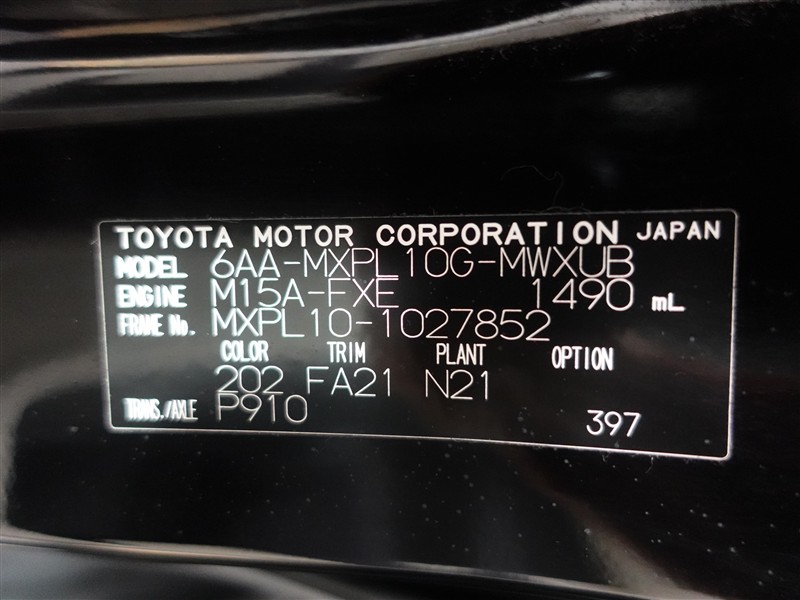 TOYOTA MOTOR CORPORATION JAPAN
MODEL 6AA-MXPL10G-MWXUB
ENGINE M15A-FXE 1490 mL
FRAME No. MXPL10-1027852
COLOR TRIM PLANT OPTION
202 FA21 N21
TRANS./AXLE P910 397